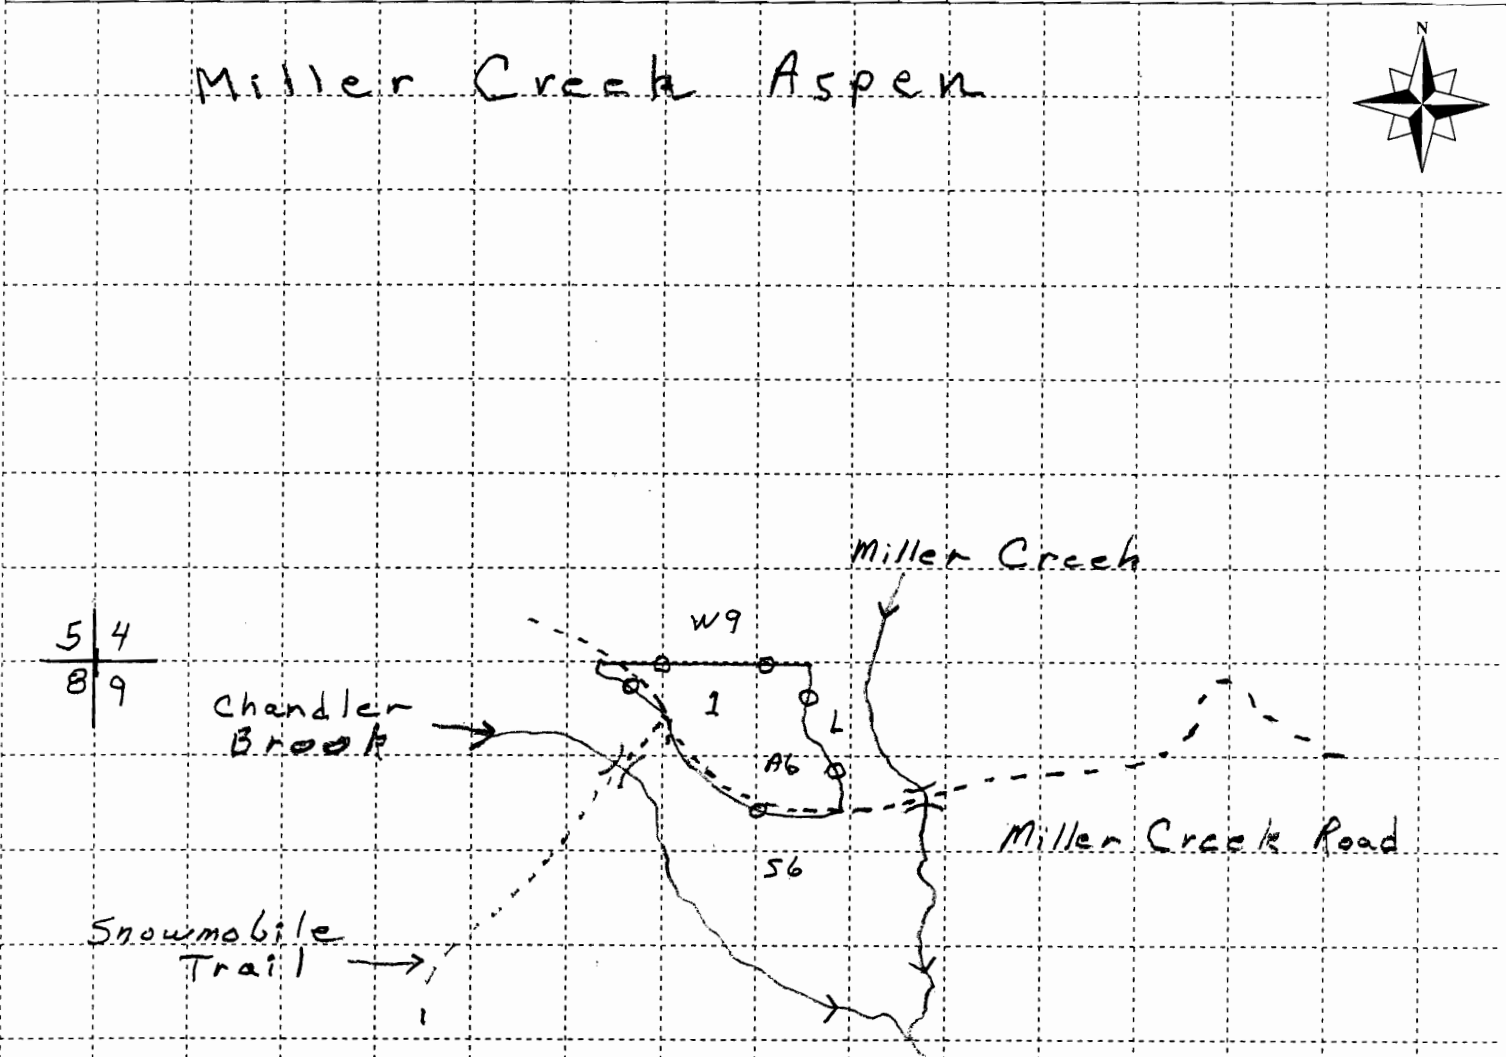 N
Miller Creek Aspen
Miller Creek
W9
5 4
8 9
1
Chandler
Brook
L
A6
Miller Creek Road
S6
Snowmobile
Trail